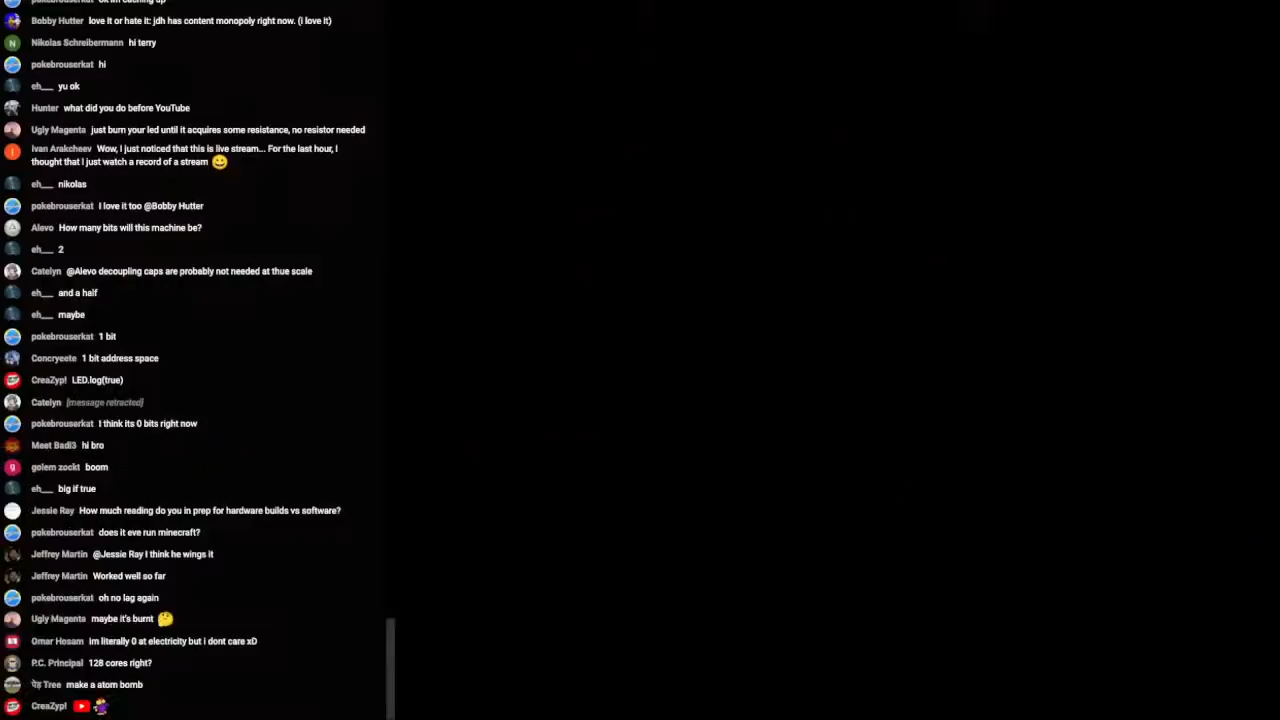 Bobby Hutter love it or hate it: jdh has content monopoly right now. (i love it)
N
Nikolas Schreibermann hi terry
pokebrouserkat hi
eh___ yu ok
Hunter what did you do before YouTube
Ugly Magenta just burn your led until it acquires some resistance, no resistor needed
I
Ivan Arakcheev Wow, I just noticed that this is live stream... For the last hour, I
thought that I just watch a record of a stream 😀
eh___ nikolas
pokebrouserkat I love it too @Bobby Hutter
Alevo How many bits will this machine be?
eh___ 2
Catelyn @Alevo decoupling caps are probably not needed at thue scale
eh___ and a half
eh___ maybe
pokebrouserkat 1 bit
Concryeete 1 bit address space
CreaZyp! LED.log(true)
Catelyn [message retracted]
pokebrouserkat I think its 0 bits right now
Meet Badi3 hi bro
g
golem zockt boom
eh___ big if true
Jessie Ray How much reading do you in prep for hardware builds vs software?
pokebrouserkat does it eve run minecraft?
Jeffrey Martin @Jessie Ray I think he wings it
Jeffrey Martin Worked well so far
pokebrouserkat oh no lag again
Ugly Magenta maybe it's burnt 🤔
Omar Hosam im literally 0 at electricity but i dont care xD
P.C. Principal 128 cores right?
पेड़ Tree make a atom bomb
CreaZyp!